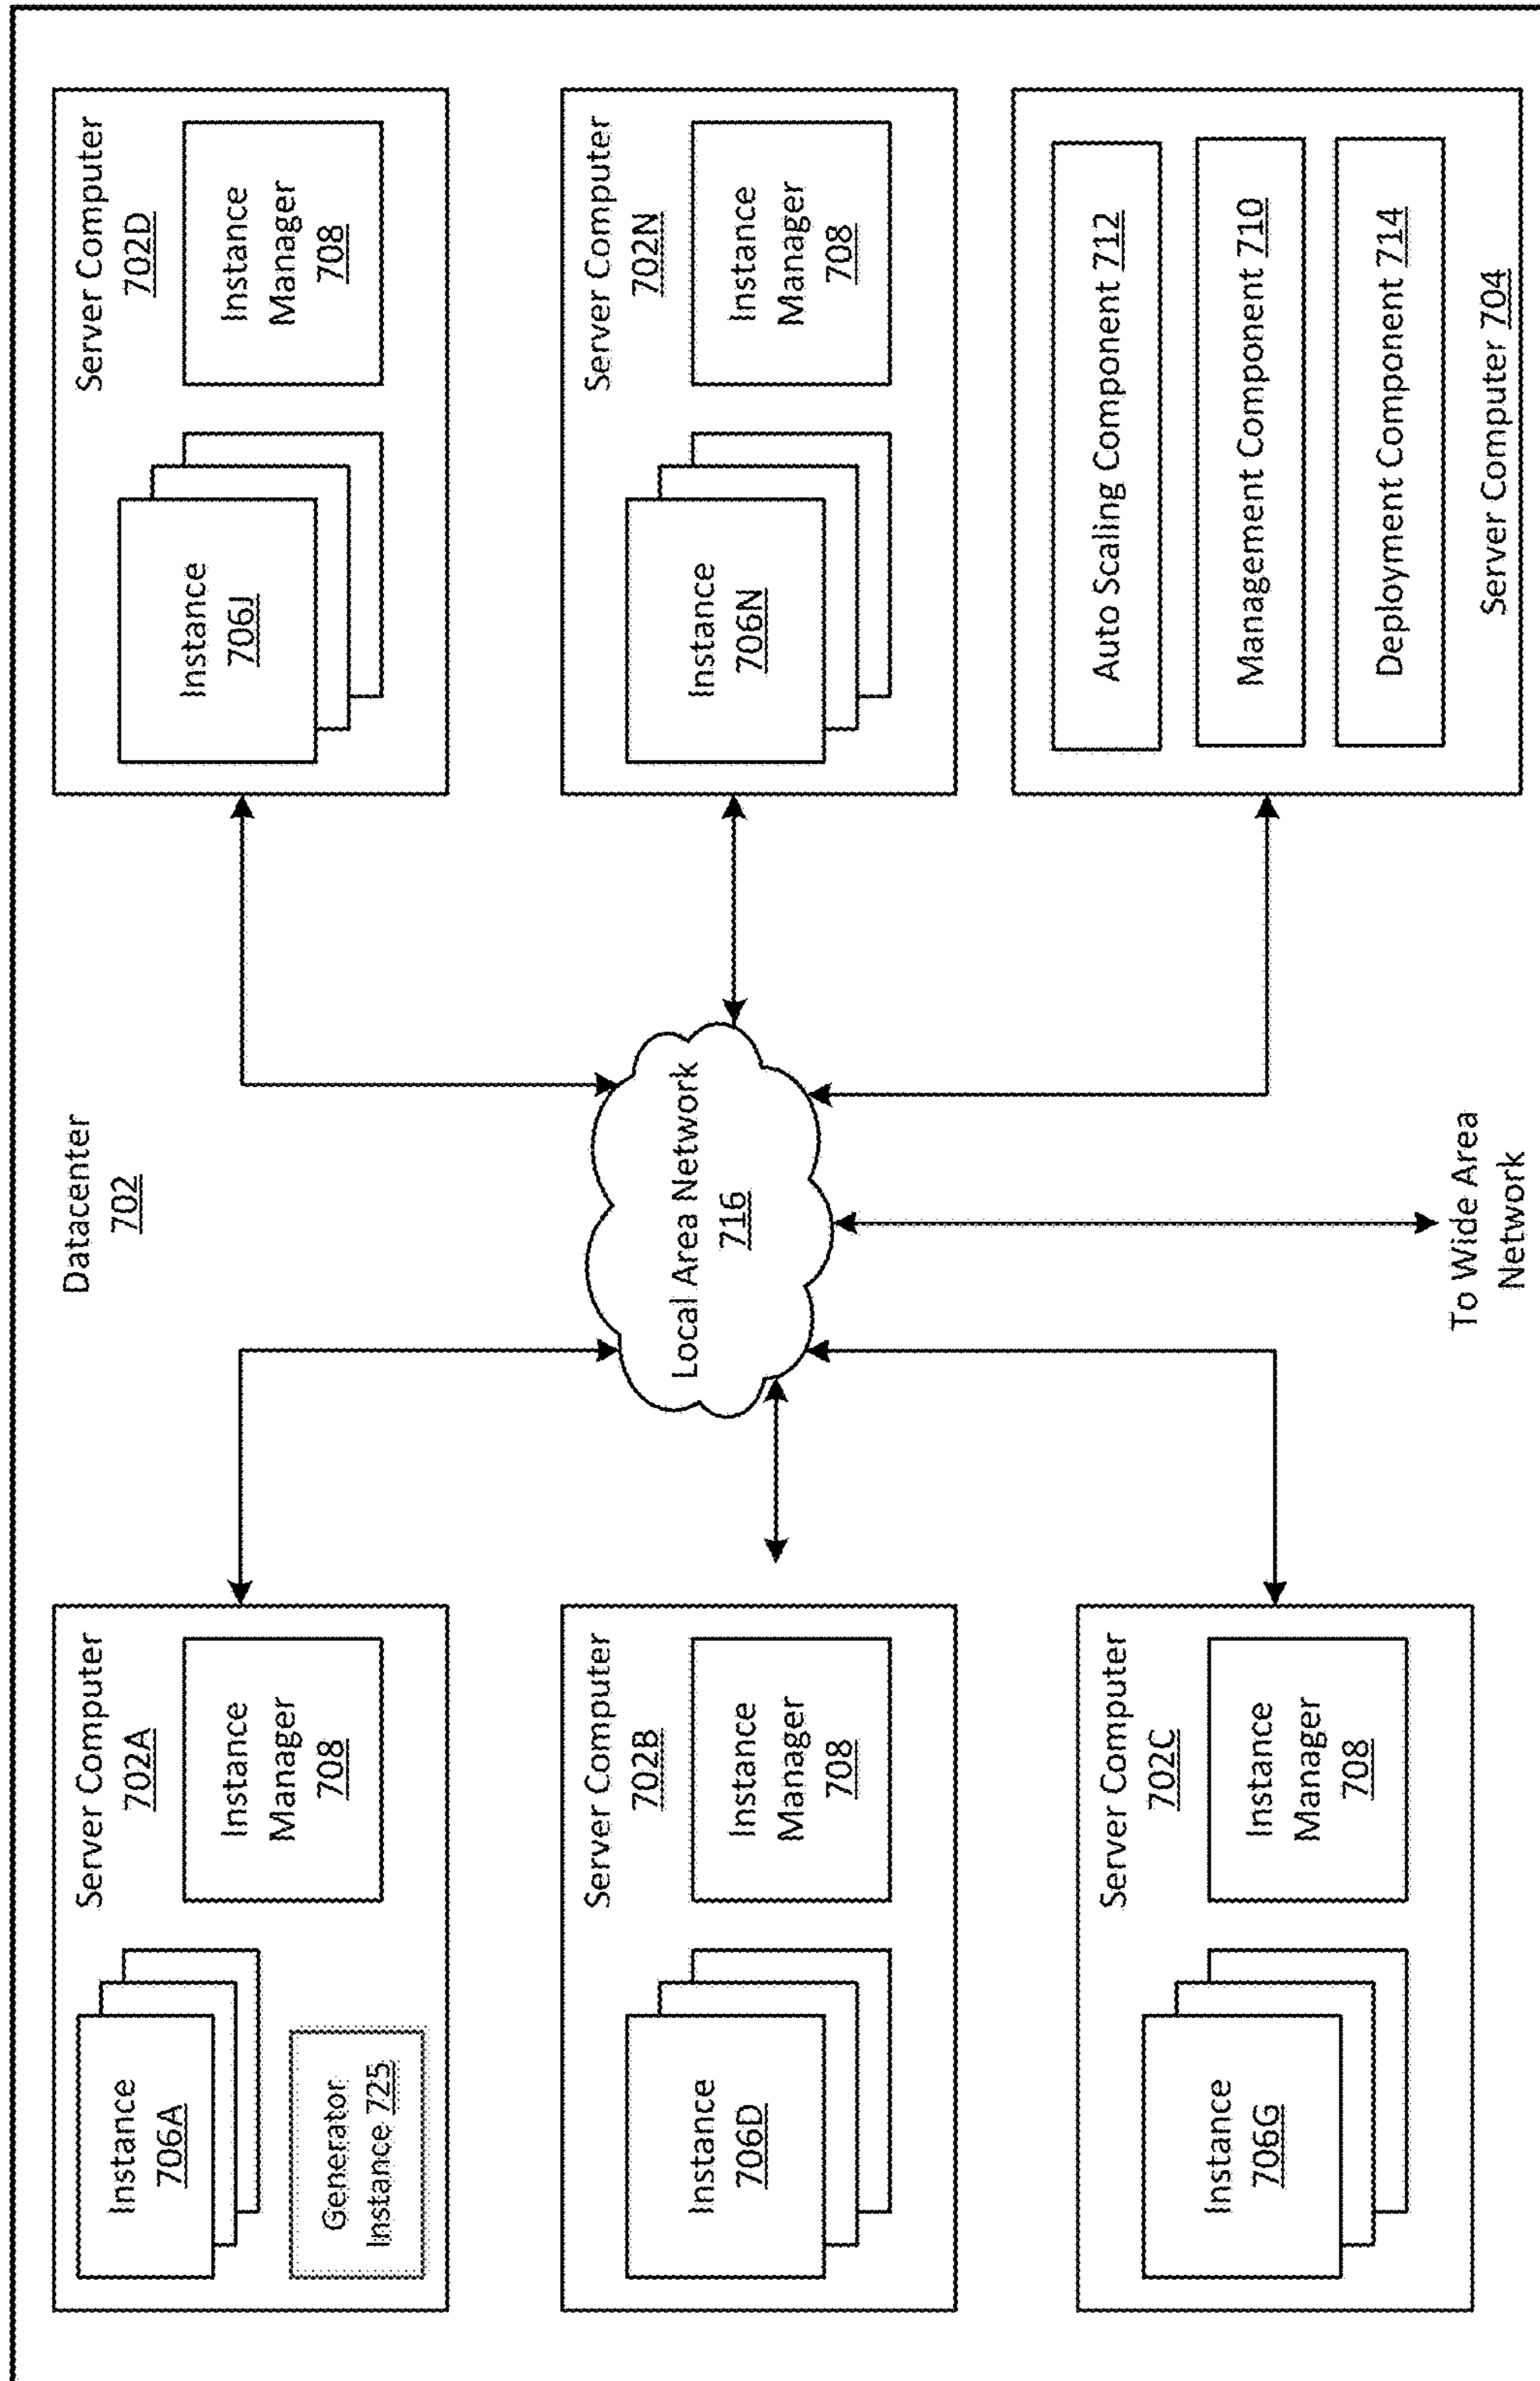 Datacenter
702
Server Computer
702A
Instance
706A
Generator
Instance 725
Instance
Manager
708
Server Computer
702B
Instance
706D
Instance
Manager
708
Server Computer
702C
Instance
706G
Instance
Manager
708
Local Area Network
716
To Wide Area
Network
Server Computer
702D
Instance
706J
Instance
Manager
708
Server Computer
702N
Instance
706N
Instance
Manager
708
Auto Scaling Component 712
Management Component 710
Deployment Component 714
Server Computer 704